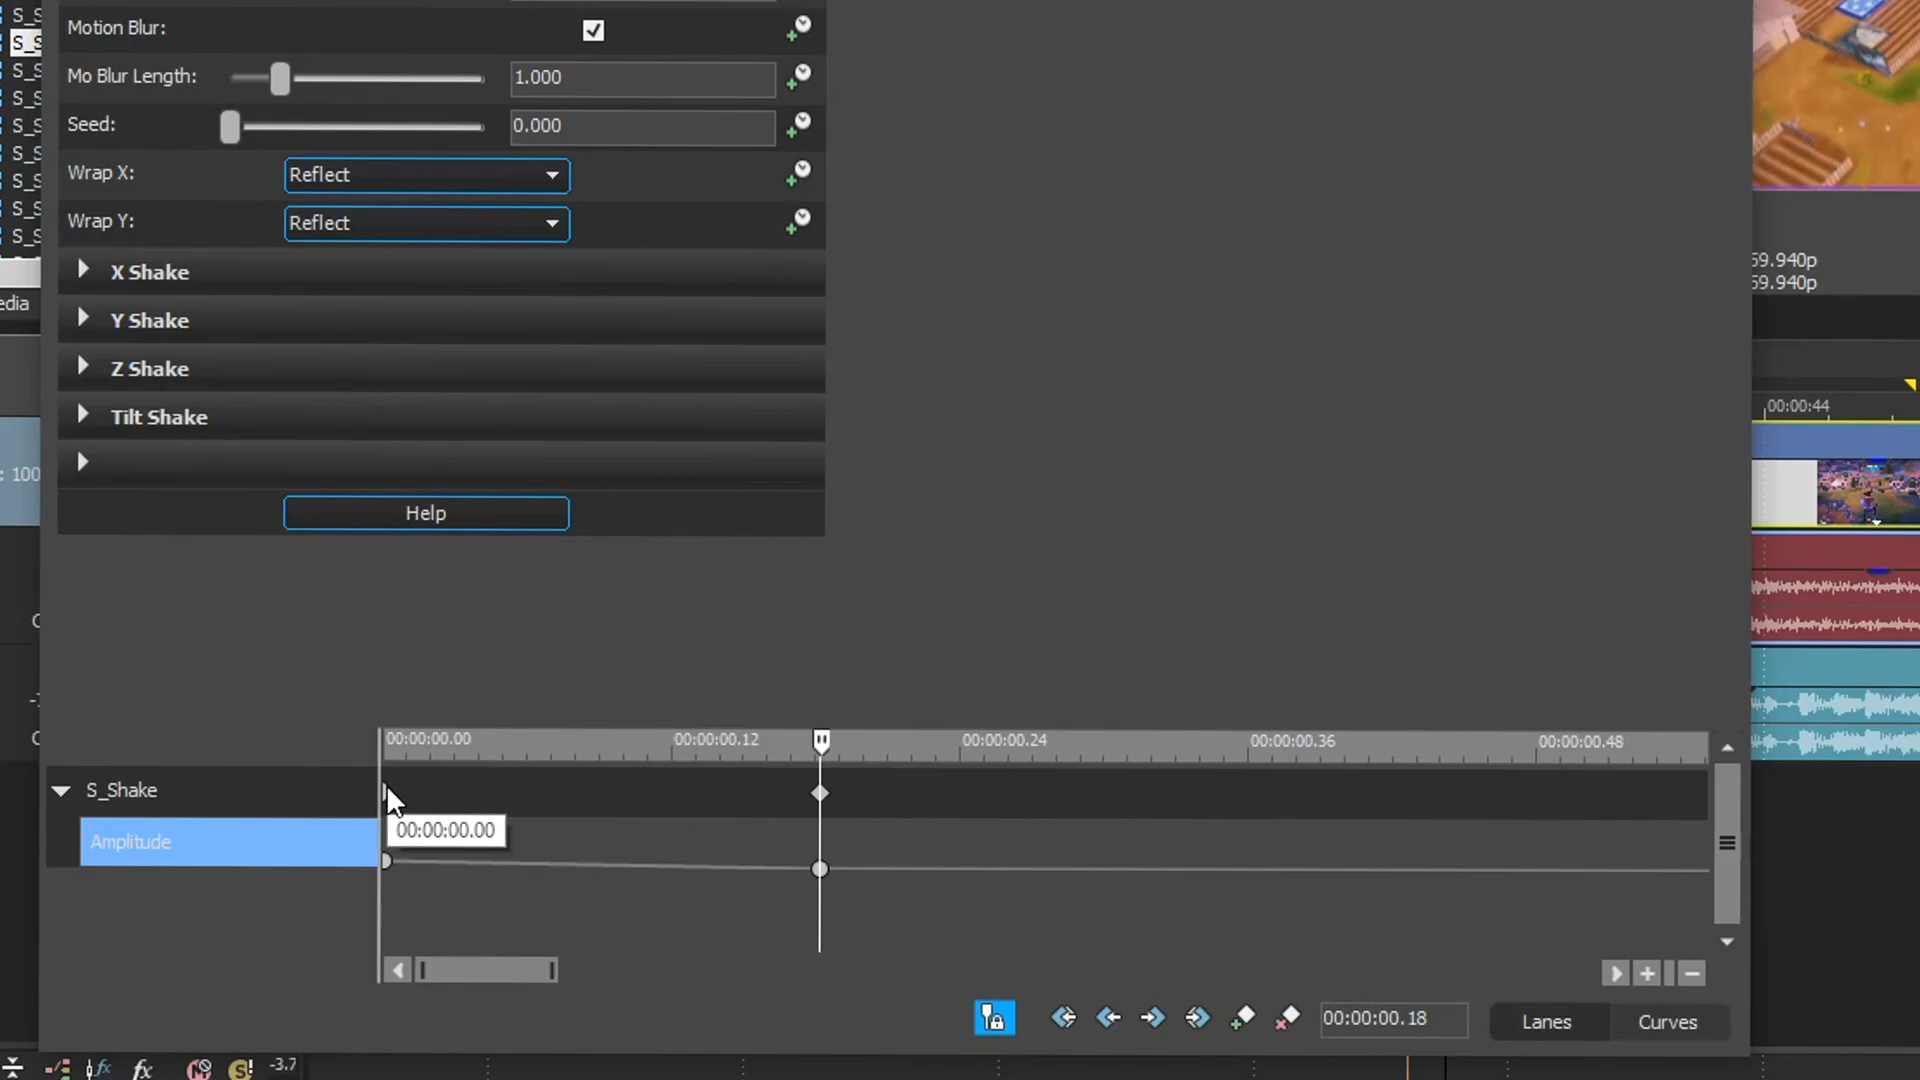 S_S
Motion Blur:
S_S
S_S
Mo Blur Length: 1.000
S_S
Seed: 0.000
S_S
S_S
Wrap X: Reflect
S_S
S_S
Wrap Y: Reflect
S_S
X Shake
59.940p
59.940p
edia
Y Shake
Z Shake
00:00:44
Tilt Shake
: 100
Help
00:00:00.00 00:00:00.12 00:00:00.24 00:00:00.36 00:00:00.48
S_Shake
00:00:00.00
Amplitude
00:00:00.18 Lanes Curves
fx fx S! -3.7